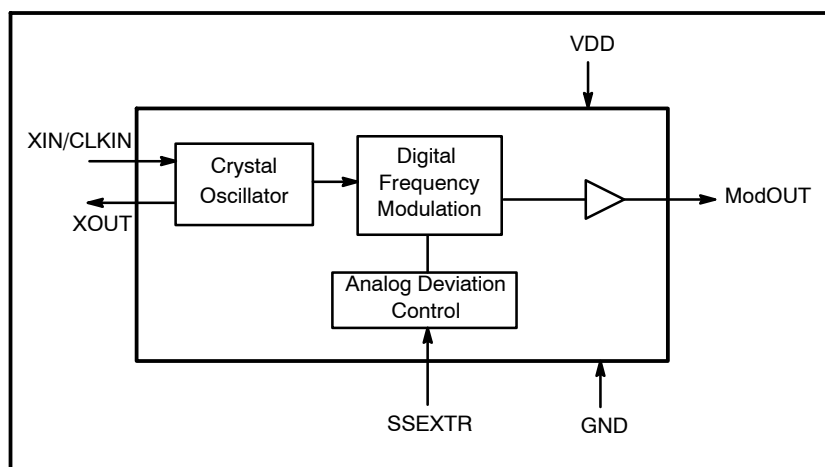 VDD
XIN/CLKIN
XOUT
Crystal
Oscillator
Digital
Frequency
Modulation
ModOUT
Analog Deviation
Control
SSEXTR
GND